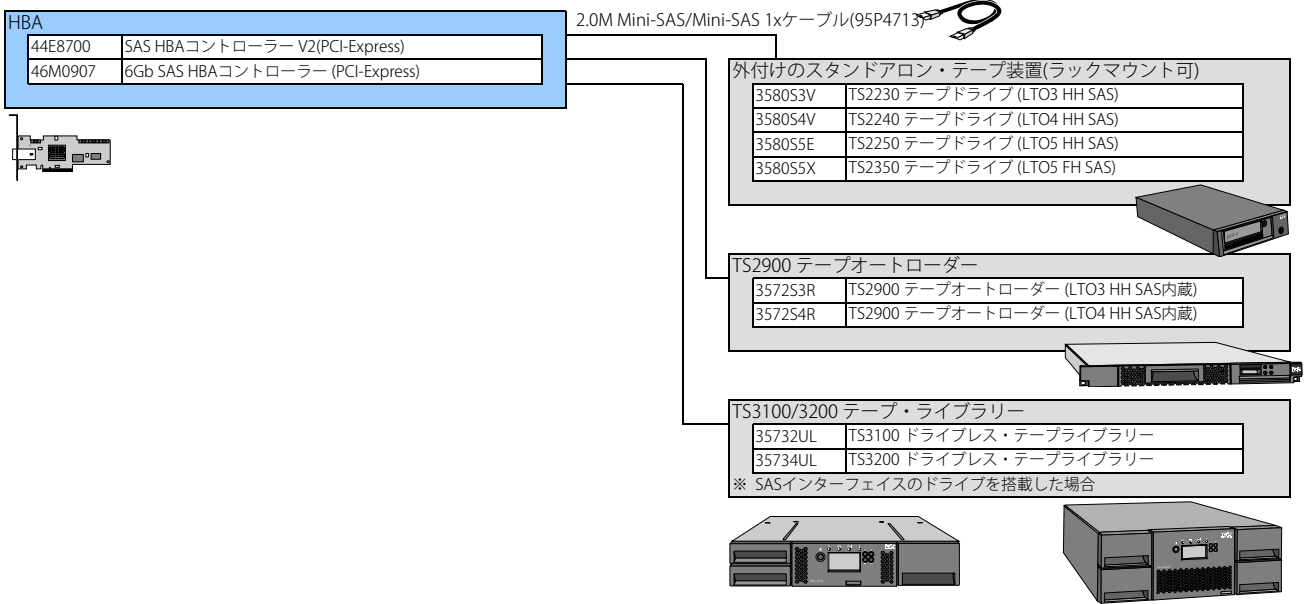 HBA
44E8700 SAS HBAコントローラー V2(PCI-Express)
46M0907 6Gb SAS HBAコントローラー (PCI-Express)
2.0M Mini-SAS/Mini-SAS 1xケーブル(95P4713)
外付けのスタンドアロン・テープ装置(ラックマウント可)
3580S3V TS2230 テープドライブ (LTO3 HH SAS)
3580S4V TS2240 テープドライブ (LTO4 HH SAS)
3580S5E TS2250 テープドライブ (LTO5 HH SAS)
3580S5X TS2350 テープドライブ (LTO5 FH SAS)
TS2900 テープオートローダー
3572S3R TS2900 テープオートローダー (LTO3 HH SAS内蔵)
3572S4R TS2900 テープオートローダー (LTO4 HH SAS内蔵)
TS3100/3200 テープ・ライブラリー
35732UL TS3100 ドライブレス・テープライブラリー
35734UL TS3200 ドライブレス・テープライブラリー
※ SASインターフェイスのドライブを搭載した場合